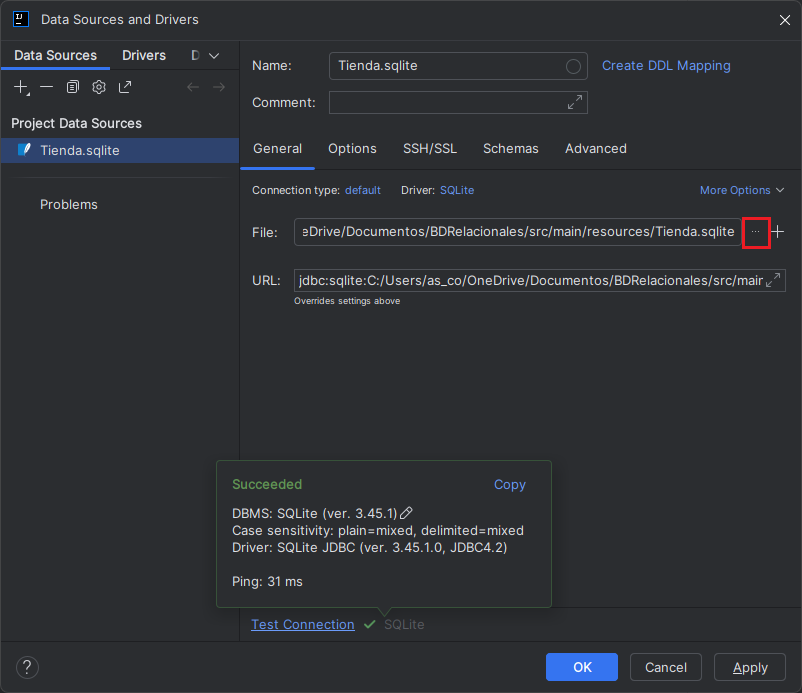 Data Sources and Drivers
Data Sources Drivers D
Project Data Sources
Tienda.sqlite
Problems
Name: Tienda.sqlite Create DDL Mapping
Comment:
General Options SSH/SSL Schemas Advanced
Connection type: default Driver: SQLite More Options
File: eDrive/Documentos/BDRelacionales/src/main/resources/Tienda.sqlite ...
URL: jdbc:sqlite:C:/Users/as_co/OneDrive/Documentos/BDRelacionales/src/main
Overrides settings above
Succeeded Copy
DBMS: SQLite (ver. 3.45.1)
Case sensitivity: plain=mixed, delimited=mixed
Driver: SQLite JDBC (ver. 3.45.1.0, JDBC4.2)
Ping: 31 ms
Test Connection SQLite
? OK Cancel Apply